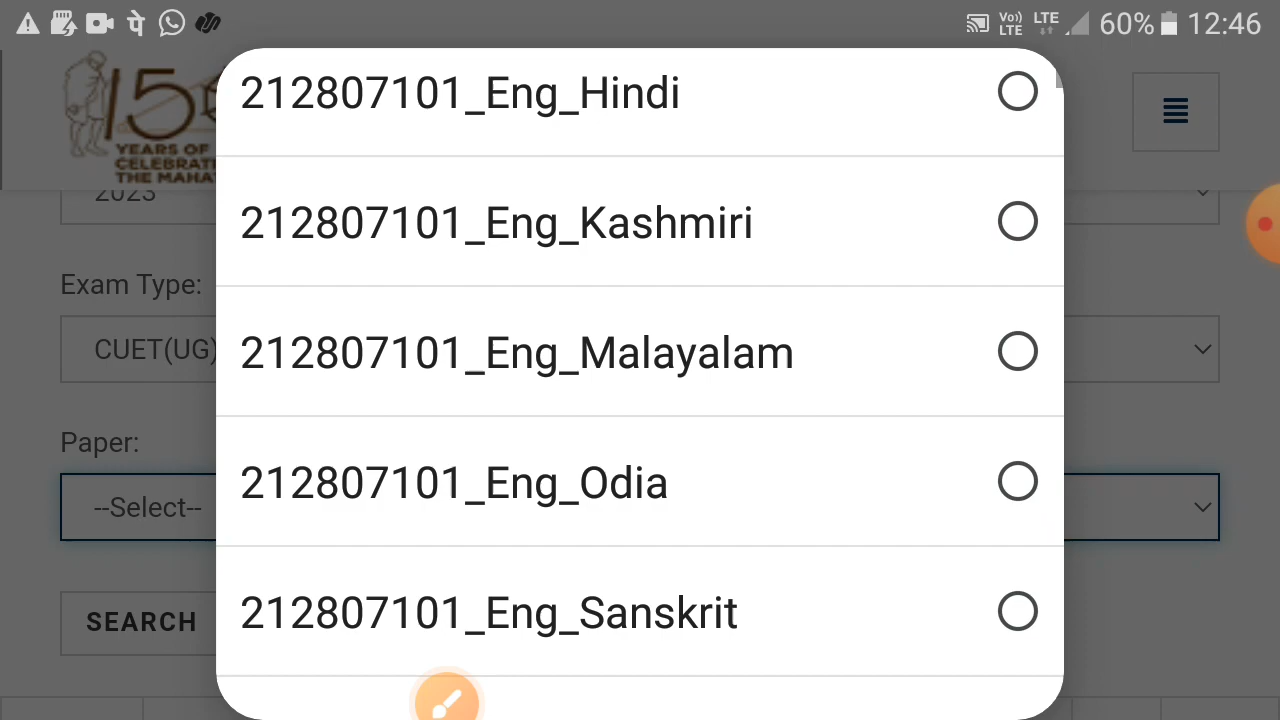 Vo)) LTE LTE 60% 12:46
15
YEARS OF
CELEBRATI
THE MAHAT
2023
Exam Type:
CUET(UG)
Paper:
--Select--
SEARCH
212807101_Eng_Hindi
212807101_Eng_Kashmiri
212807101_Eng_Malayalam
212807101_Eng_Odia
212807101_Eng_Sanskrit